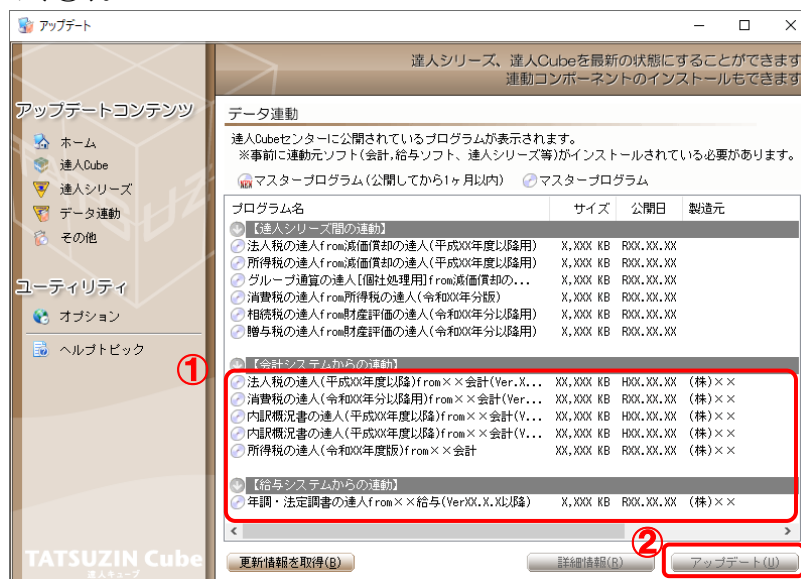 アップデート
達人シリーズ、達人Cubeを最新の状態にすることができます
連動コンポーネントのインストールもできます
アップデートコンテンツ
ホーム
達人Cube
達人シリーズ
データ連動
その他
ユーティリティ
オプション
ヘルプトピック
TATSUZIN Cube
達人キューブ
データ連動
達人Cubeセンターに公開されているプログラムが表示されます。
※事前に連動元ソフト(会計,給与ソフト、達人シリーズ等)がインストールされている必要があります。
マスタープログラム(公開してから1ヶ月以内) マスタープログラム
プログラム名 サイズ 公開日 製造元
【達人シリーズ間の連動】
法人税の達人from減価償却の達人(平成XX年度以降用) X,XXX KB RXX.XX.XX
所得税の達人from減価償却の達人(平成XX年度以降用) X,XXX KB RXX.XX.XX
グループ通算の達人[個社処理用]from減価償却の... X,XXX KB RXX.XX.XX
消費税の達人from所得税の達人(令和XX年分版) X,XXX KB RXX.XX.XX
相続税の達人from財産評価の達人(令和XX年分以降用) X,XXX KB RXX.XX.XX
贈与税の達人from財産評価の達人(令和XX年分以降用) X,XXX KB RXX.XX.XX
①
【会計システムからの連動】
法人税の達人(平成XX年度以降)from××会計(Ver.X... XX,XXX KB HXX.XX.XX (株)××
消費税の達人(令和XX年分以降用)from××会計(Ver... XX,XXX KB RXX.XX.XX (株)××
内訳概況書の達人(平成XX年度以降)from××会計(V... XX,XXX KB HXX.XX.XX (株)××
内訳概況書の達人(平成XX年度以降)from××会計(V... XX,XXX KB HXX.XX.XX (株)××
所得税の達人(令和XX年度版)from××会計 XX,XXX KB RXX.XX.XX (株)××
【給与システムからの連動】
年調・法定調書の達人from××給与(VerXX.X.X以降) X,XXX KB RXX.XX.XX (株)××
②
更新情報を取得(B) 詳細情報(R) アップデート(U)